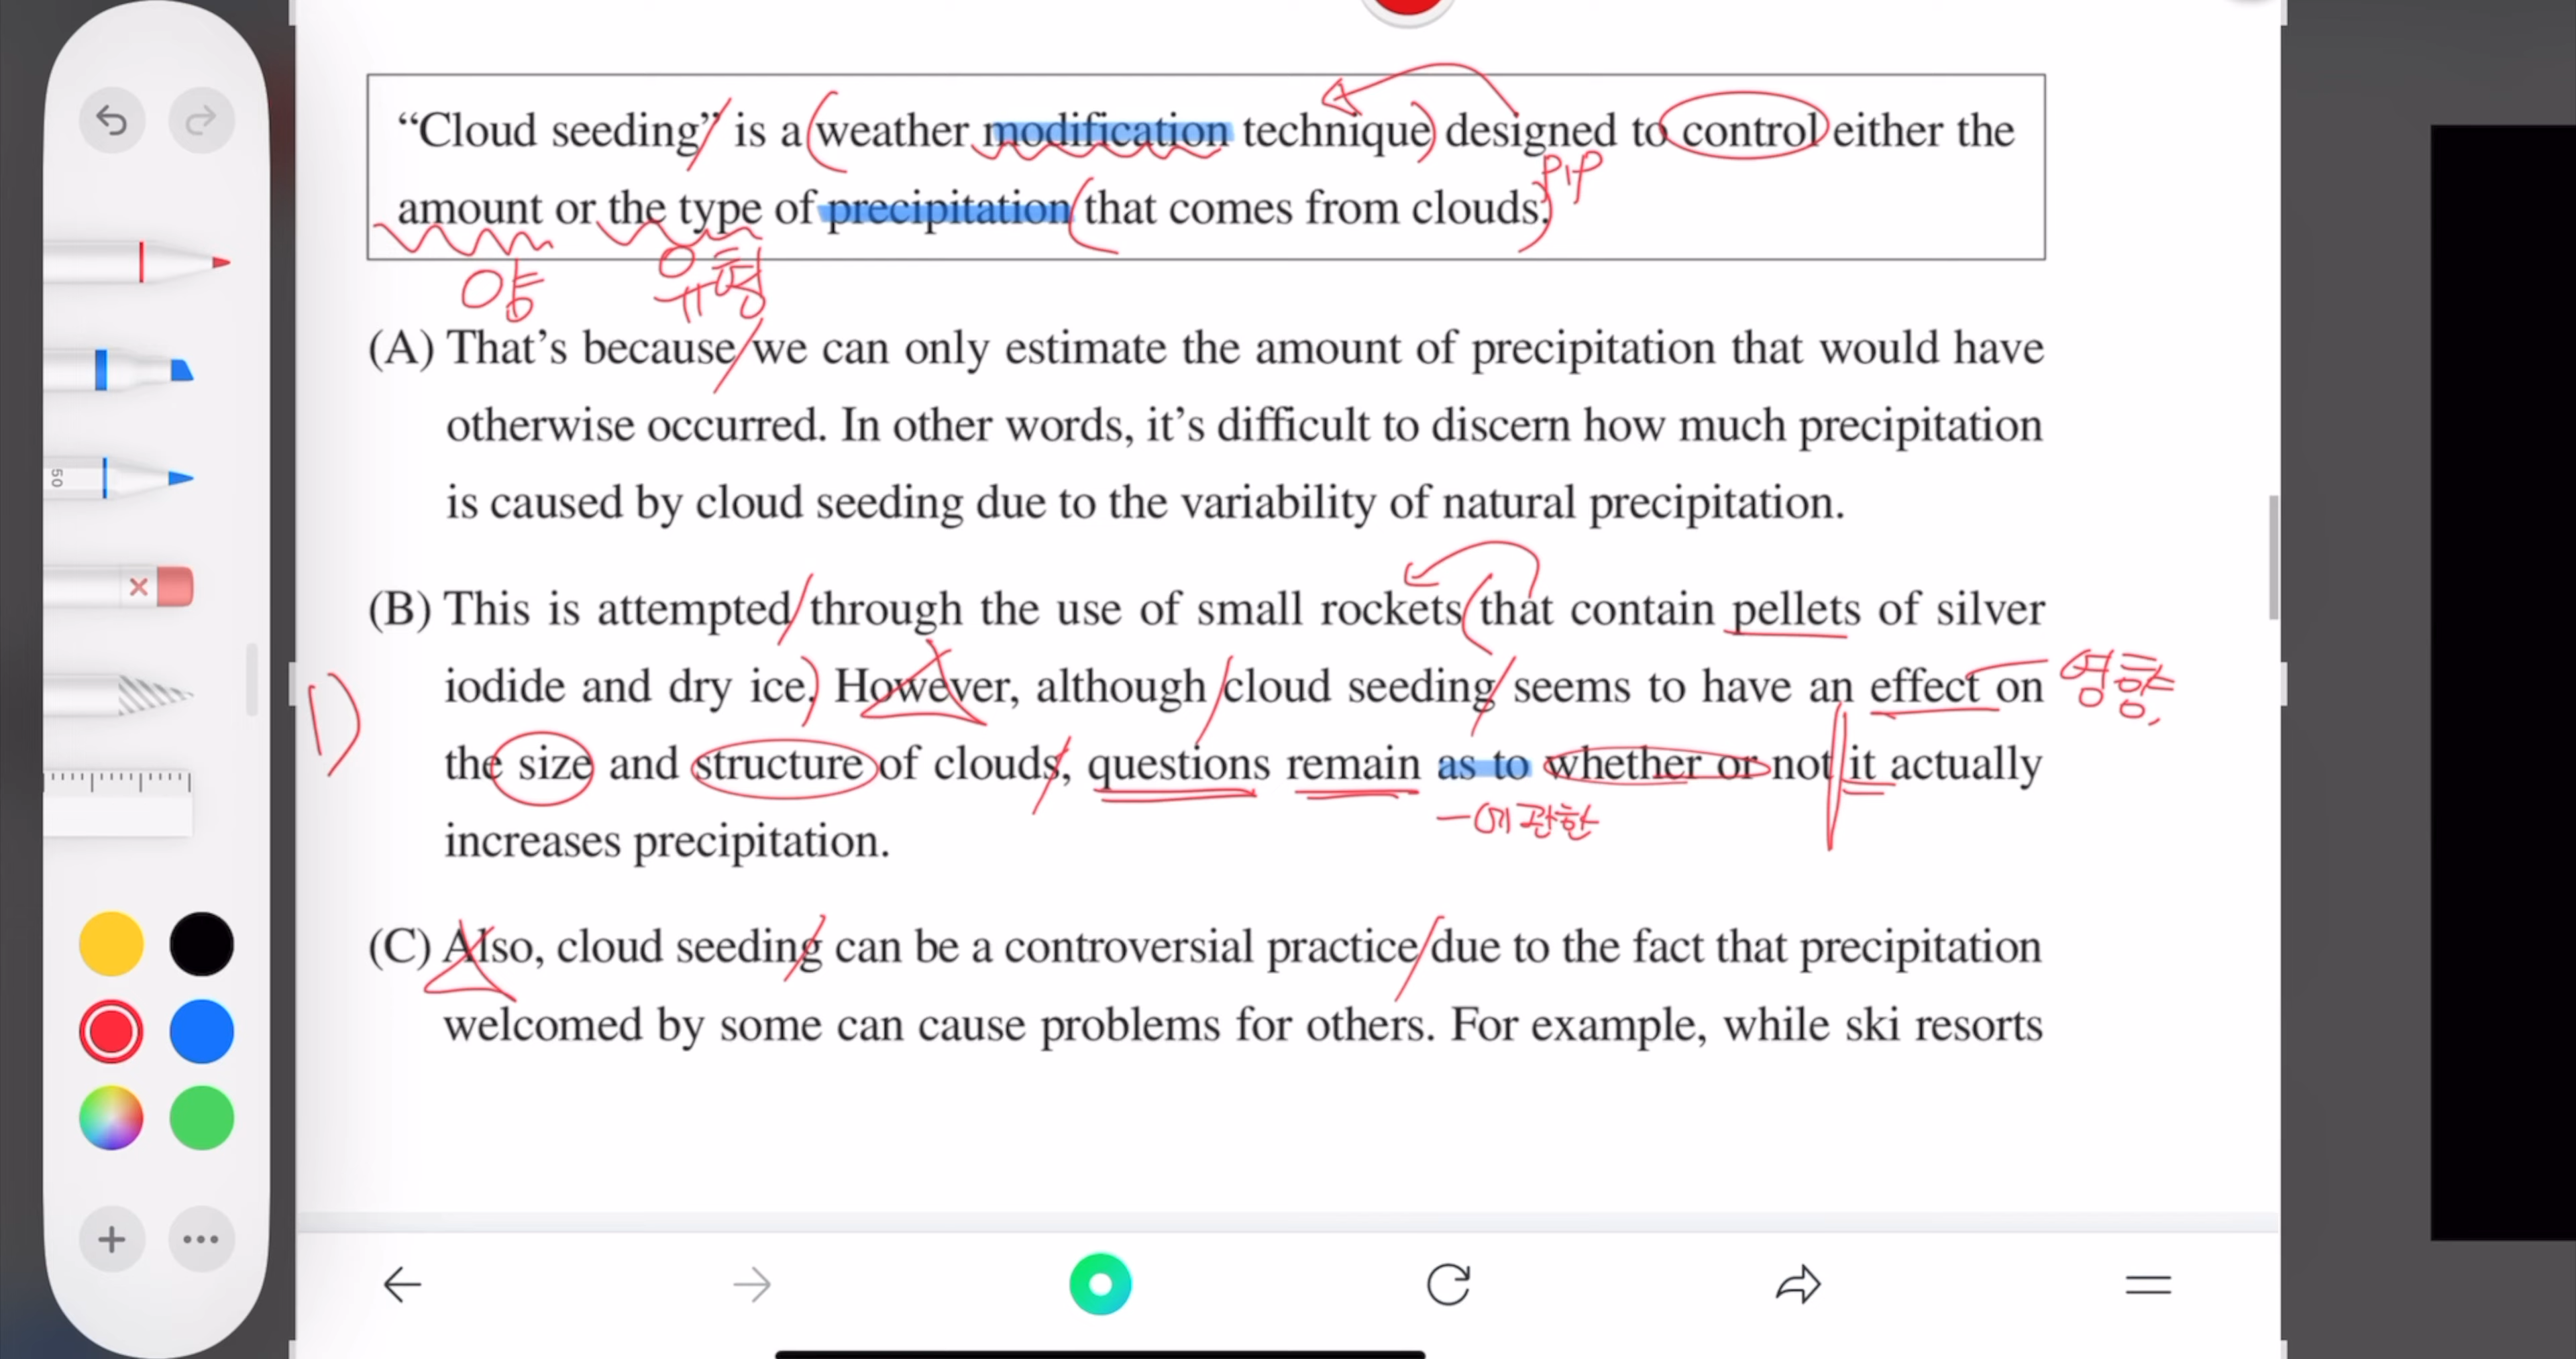 “Cloud seeding” is a weather modification technique designed to control either the
P.P
amount or the type of precipitation that comes from clouds.
양 유형
(A) That’s because we can only estimate the amount of precipitation that would have
otherwise occurred. In other words, it’s difficult to discern how much precipitation
is caused by cloud seeding due to the variability of natural precipitation.
50
(B) This is attempted through the use of small rockets that contain pellets of silver
iodide and dry ice. However, although cloud seeding seems to have an effect on 영향,
the size and structure of clouds, questions remain as to whether or not it actually
~에 관한
increases precipitation.
(C) Also, cloud seeding can be a controversial practice due to the fact that precipitation
welcomed by some can cause problems for others. For example, while ski resorts